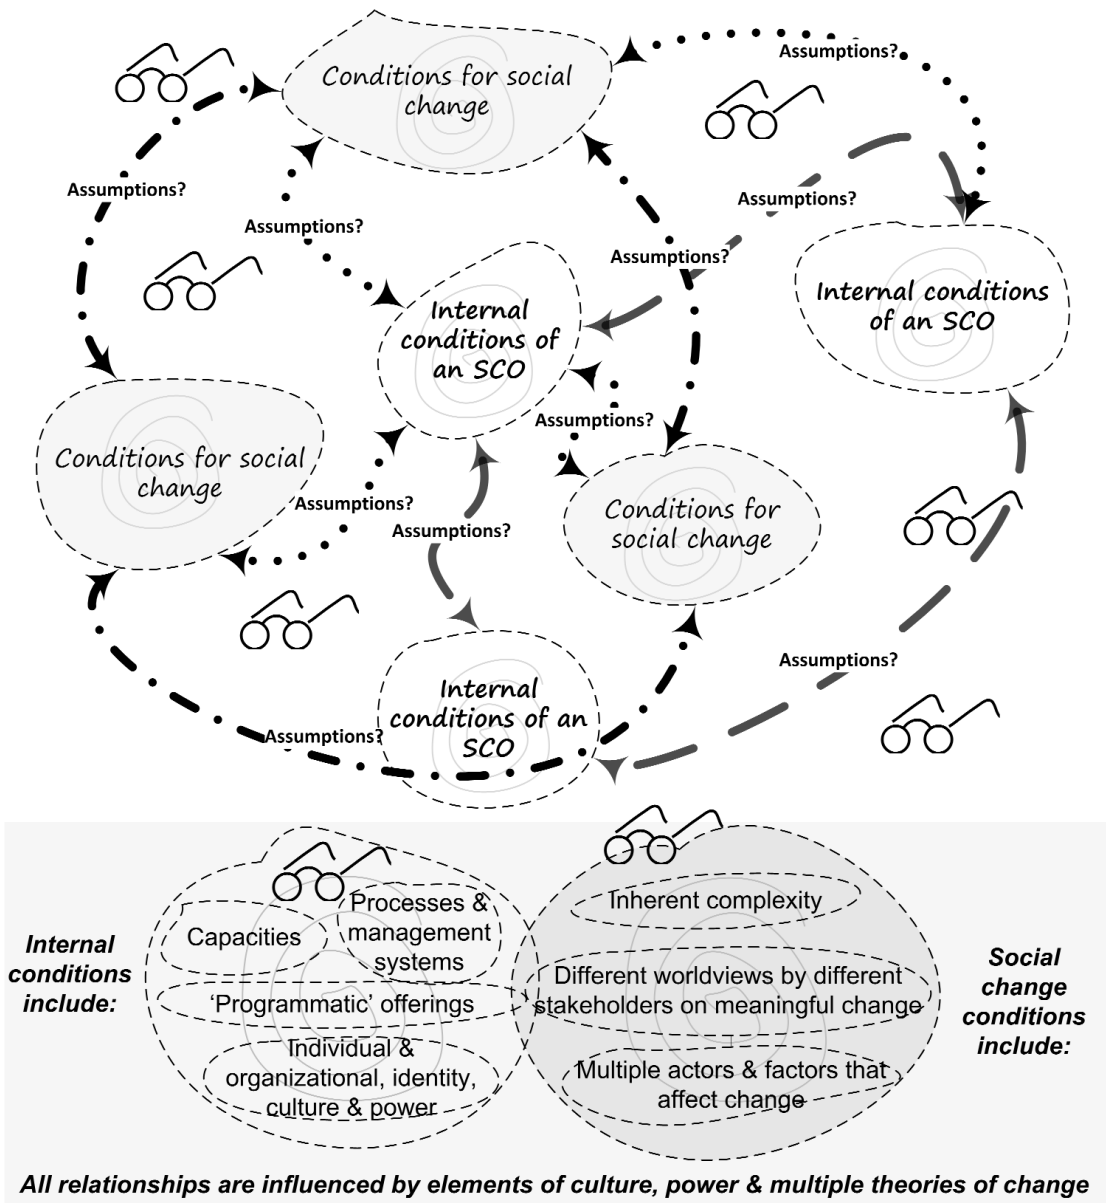 Conditions for social
change
Assumptions?
Assumptions?
Assumptions?
Assumptions?
Assumptions?
Internal conditions
of an SCO
Internal
conditions of
an SCO
Assumptions?
Conditions for social
change
Assumptions?
Conditions for
social change
Assumptions?
Assumptions?
Internal
conditions of an
SCO
Assumptions?
Internal
conditions
include:
Capacities
Processes &
management
systems
‘Programmatic’ offerings
Individual &
organizational, identity,
culture & power
Inherent complexity
Different worldviews by different
stakeholders on meaningful change
Multiple actors & factors that
affect change
Social
change
conditions
include:
All relationships are influenced by elements of culture, power & multiple theories of change